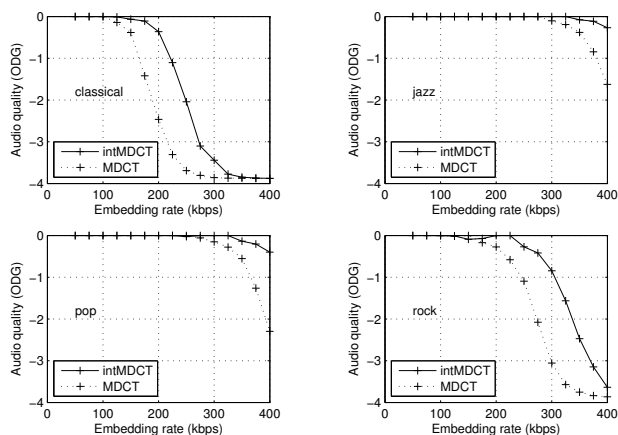 Audio quality (ODG)
0
−1
−2
−3
−4
classical
intMDCT
MDCT
0 100 200 300 400
Embedding rate (kbps)
Audio quality (ODG)
0
−1
−2
−3
−4
jazz
intMDCT
MDCT
0 100 200 300 400
Embedding rate (kbps)
Audio quality (ODG)
0
−1
−2
−3
−4
pop
intMDCT
MDCT
0 100 200 300 400
Embedding rate (kbps)
Audio quality (ODG)
0
−1
−2
−3
−4
rock
intMDCT
MDCT
0 100 200 300 400
Embedding rate (kbps)